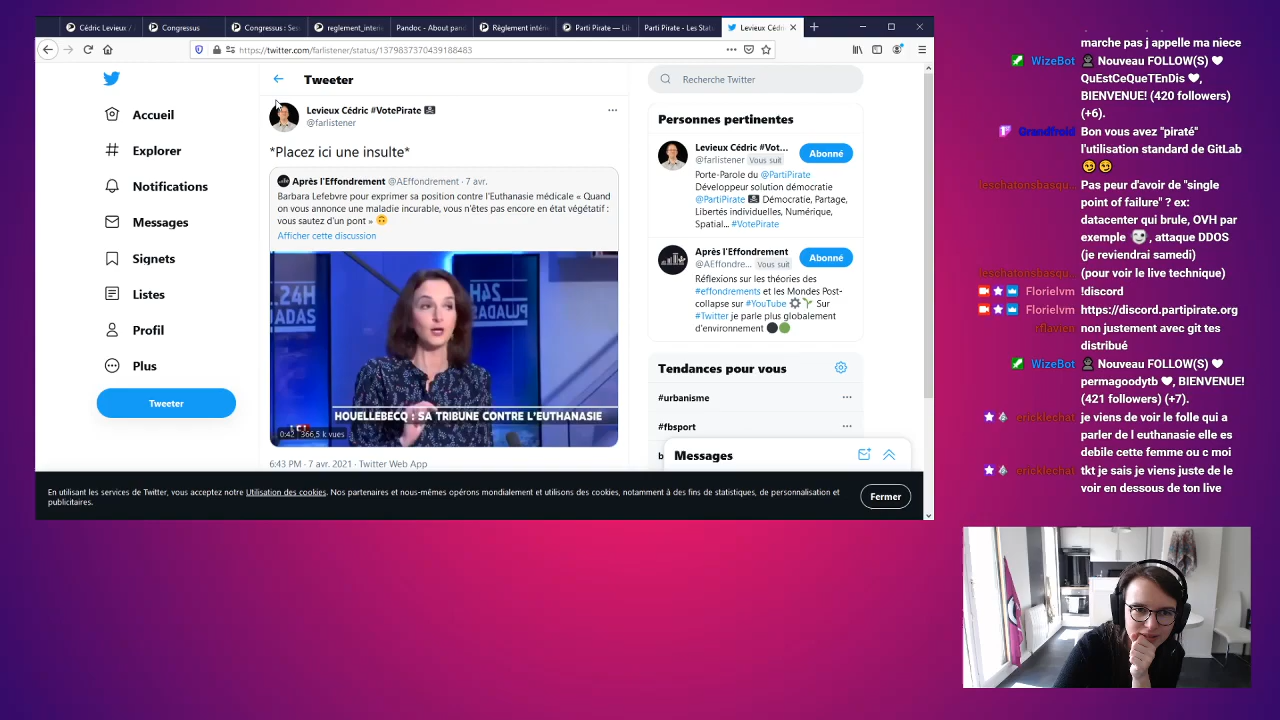 Cédric Levieux /
Congressus
Congressus : Se
reglement_inter
Pandoc - About pan
Règlement intér
Parti Pirate — Li
Parti Pirate - Les Sta
Levieux Cédr
https://twitter.com/farlistener/status/1379837370439188483
Accueil
Explorer
Notifications
Messages
Signets
Listes
Profil
Plus
Tweeter
Tweeter
Levieux Cédric #VotePirate
@farlistener
*Placez ici une insulte*
Après l'Effondrement @AEffondrement · 7 avr.
Barbara Lefebvre pour exprimer sa position contre l'Euthanasie médicale « Quand
on vous annonce une maladie incurable, vous n'êtes pas encore en état végétatif :
vous sautez d'un pont » 🙃
Afficher cette discussion
24H
PUJADAS
HOUELLEBECQ : SA TRIBUNE CONTRE L'EUTHANASIE
0:42 | 366,5 k vues
6:43 PM · 7 avr. 2021 · Twitter Web App
Recherche Twitter
Personnes pertinentes
Levieux Cédric #Vot...
@farlistener Vous suit
Abonné
Porte-Parole du @PartiPirate
Développeur solution démocratie
@PartiPirate 🏴‍☠️ Démocratie, Partage,
Libertés individuelles, Numérique,
Spatial... #VotePirate
Après l'Effondrement
@AEffondre... Vous suit
Abonné
Réflexions sur les théories des
#effondrements et les Mondes Post-
collapse sur #YouTube ⚙🌱 Sur
#Twitter je parle plus globalement
d'environnement ⚫🟢
Tendances pour vous
#urbanisme
#fbsport
b
Messages
En utilisant les services de Twitter, vous acceptez notre Utilisation des cookies. Nos partenaires et nous-mêmes opérons mondialement et utilisons des cookies, notamment à des fins de statistiques, de personnalisation et
publicitaires.
Fermer
marche pas j appelle ma niece
WizeBot Nouveau FOLLOW(S) ♥
QuEstCeQueTEnDis ♥,
BIENVENUE! (420 followers)
(+6).
Grandfroid Bon vous avez "piraté"
l'utilisation standard de GitLab
😉😉
leschatonsbasqu... Pas peur d'avoir de "single
point of failure" ? ex:
datacenter qui brule, OVH par
exemple, attaque DDOS
(je reviendrai samedi)
leschatonsbasqu... (pour voir le live technique)
Florielvm !discord
Florielvm https://discord.partipirate.org
rflavien non justement avec git tes
distribué
WizeBot Nouveau FOLLOW(S) ♥
permagoodytb ♥, BIENVENUE!
(421 followers) (+7).
ericklechat je viens de voir le folle qui a
parler de l euthanasie elle es
debile cette femme ou c moi
ericklechat tkt je sais je viens juste de le
voir en dessous de ton live